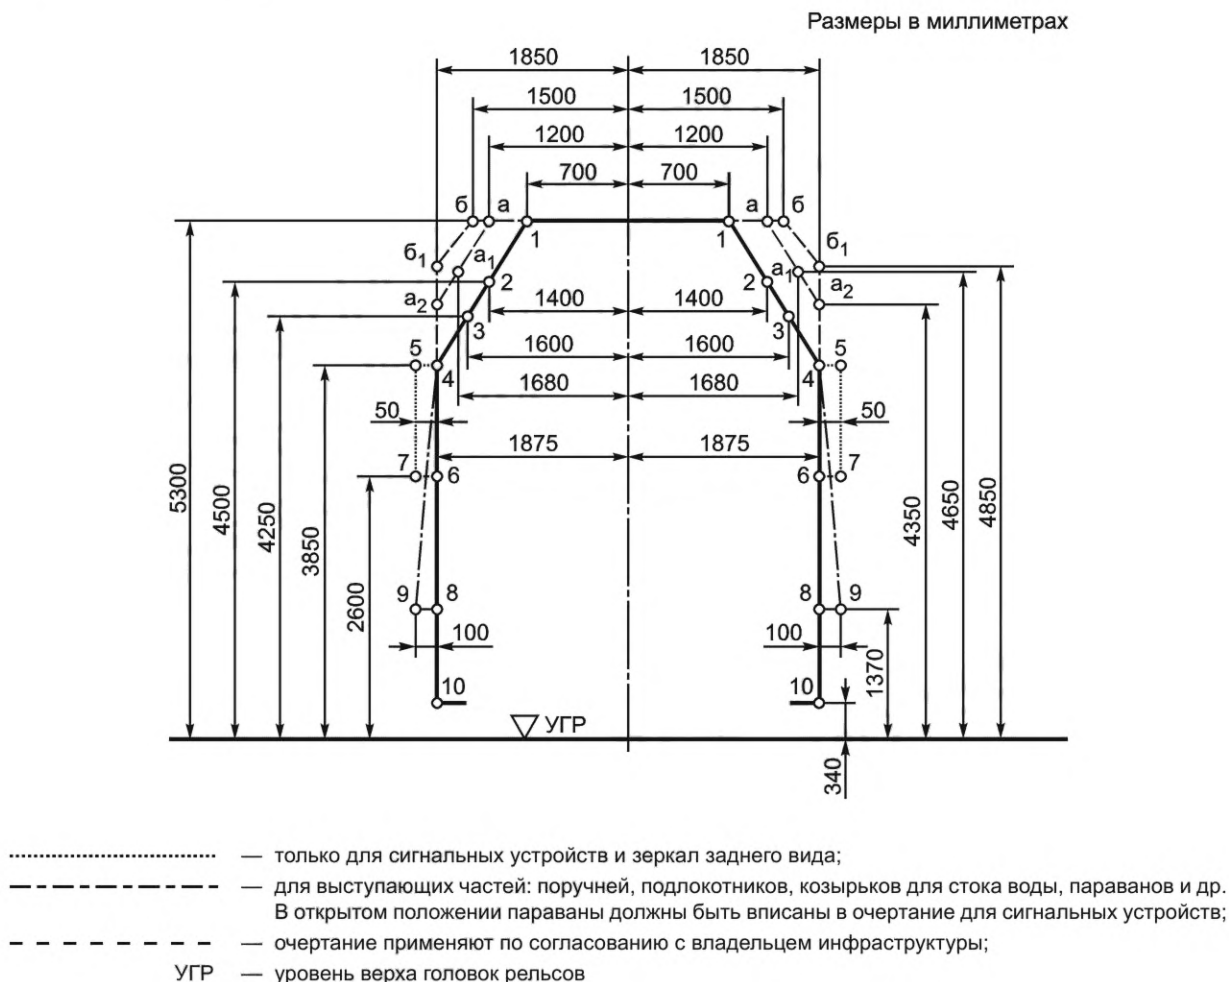 Размеры в миллиметрах
1850 1850
1500 1500
1200 1200
700 700
б а а б
1 1
б₁ б₁
а₁ а₁
2 2
а₂ а₂
1400 1400
3 3
1600 1600
5 4 4 5
1680 1680
50 50
1875 1875
7 6 6 7
5300 4500 4250 3850 2600
4350 4650 4850
9 8 8 9
100 100
1370
10 10
УГР
340
— только для сигнальных устройств и зеркал заднего вида;
— для выступающих частей: поручней, подлокотников, козырьков для стока воды, параванов и др.
В открытом положении параваны должны быть вписаны в очертание для сигнальных устройств;
— очертание применяют по согласованию с владельцем инфраструктуры;
УГР — уровень верха головок рельсов